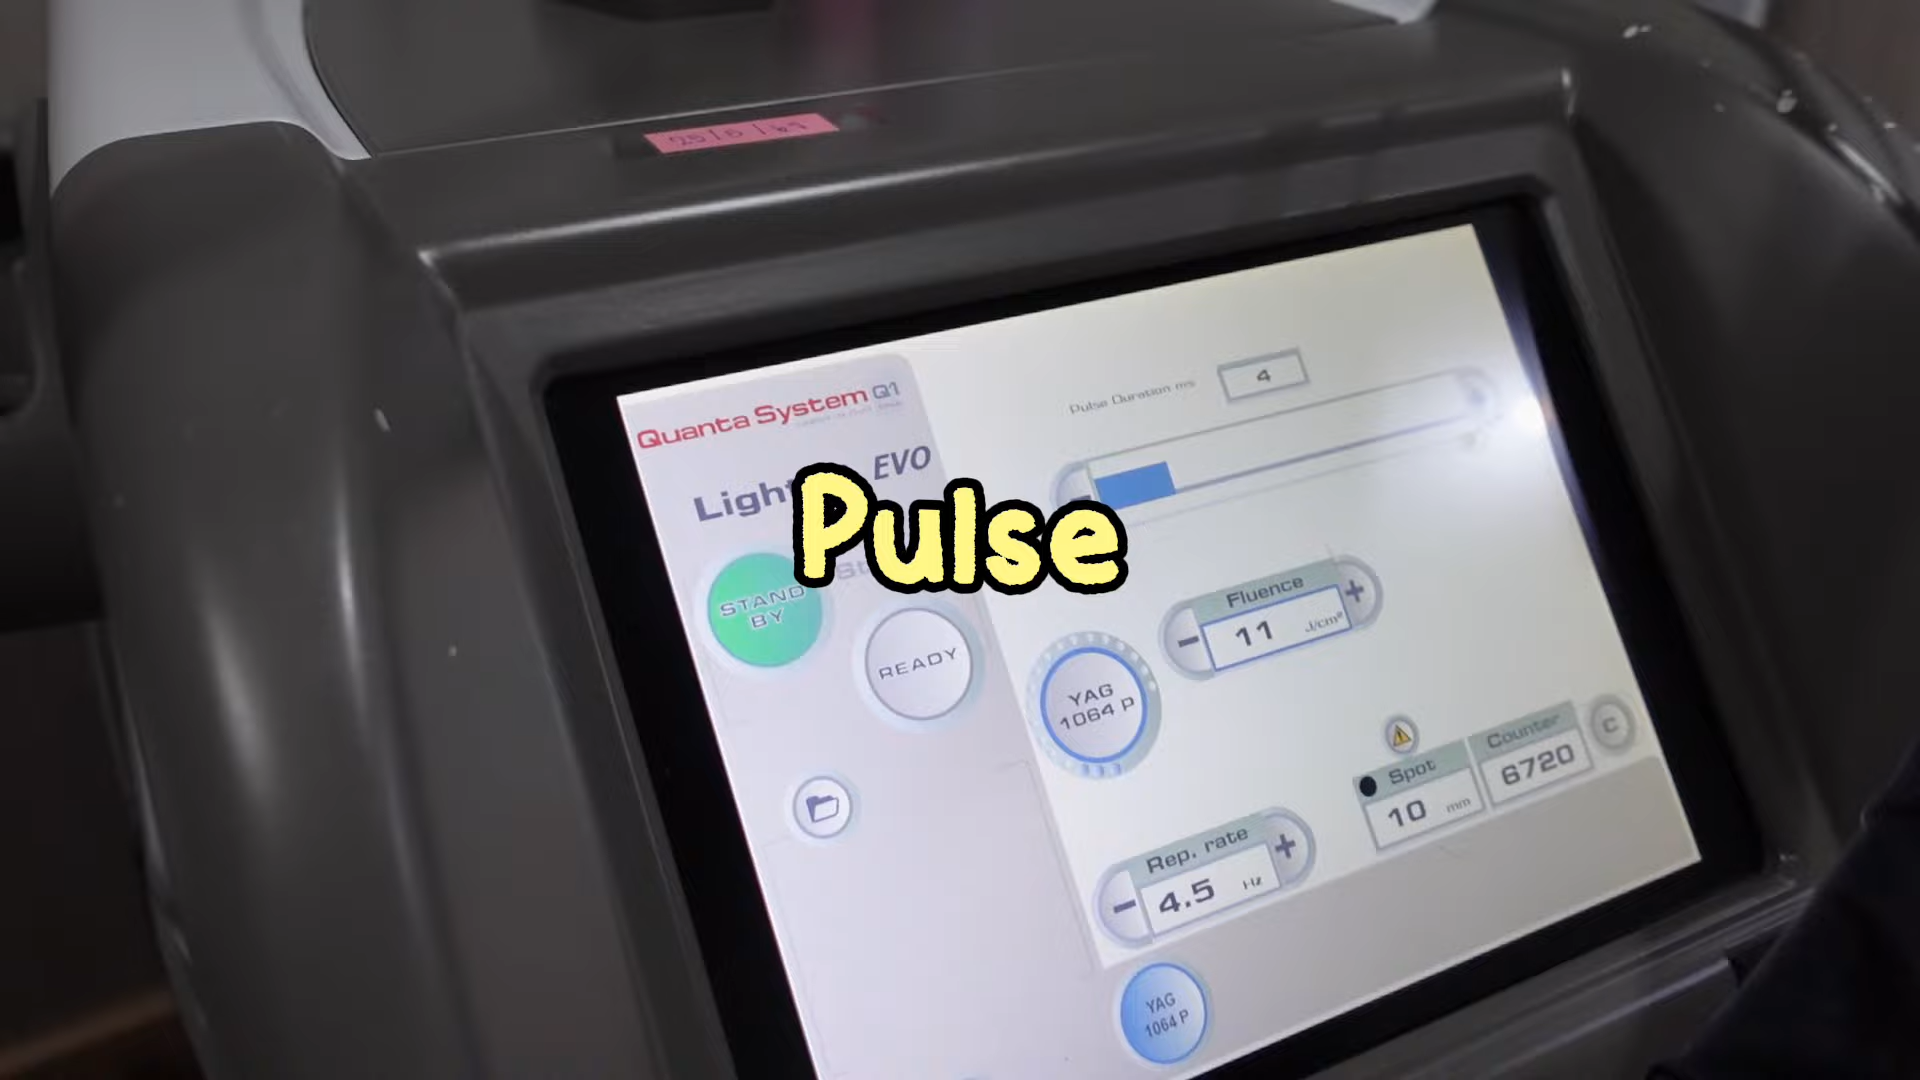 Quanta System Q1
Pulse Duration ms
4
EVO
Pulse
STAND
BY
READY
Fluence
11 J/cm²
YAG
1064 P
Spot
10 mm
Counter
6720
C
Rep. rate
4.5 Hz
YAG
1064 P